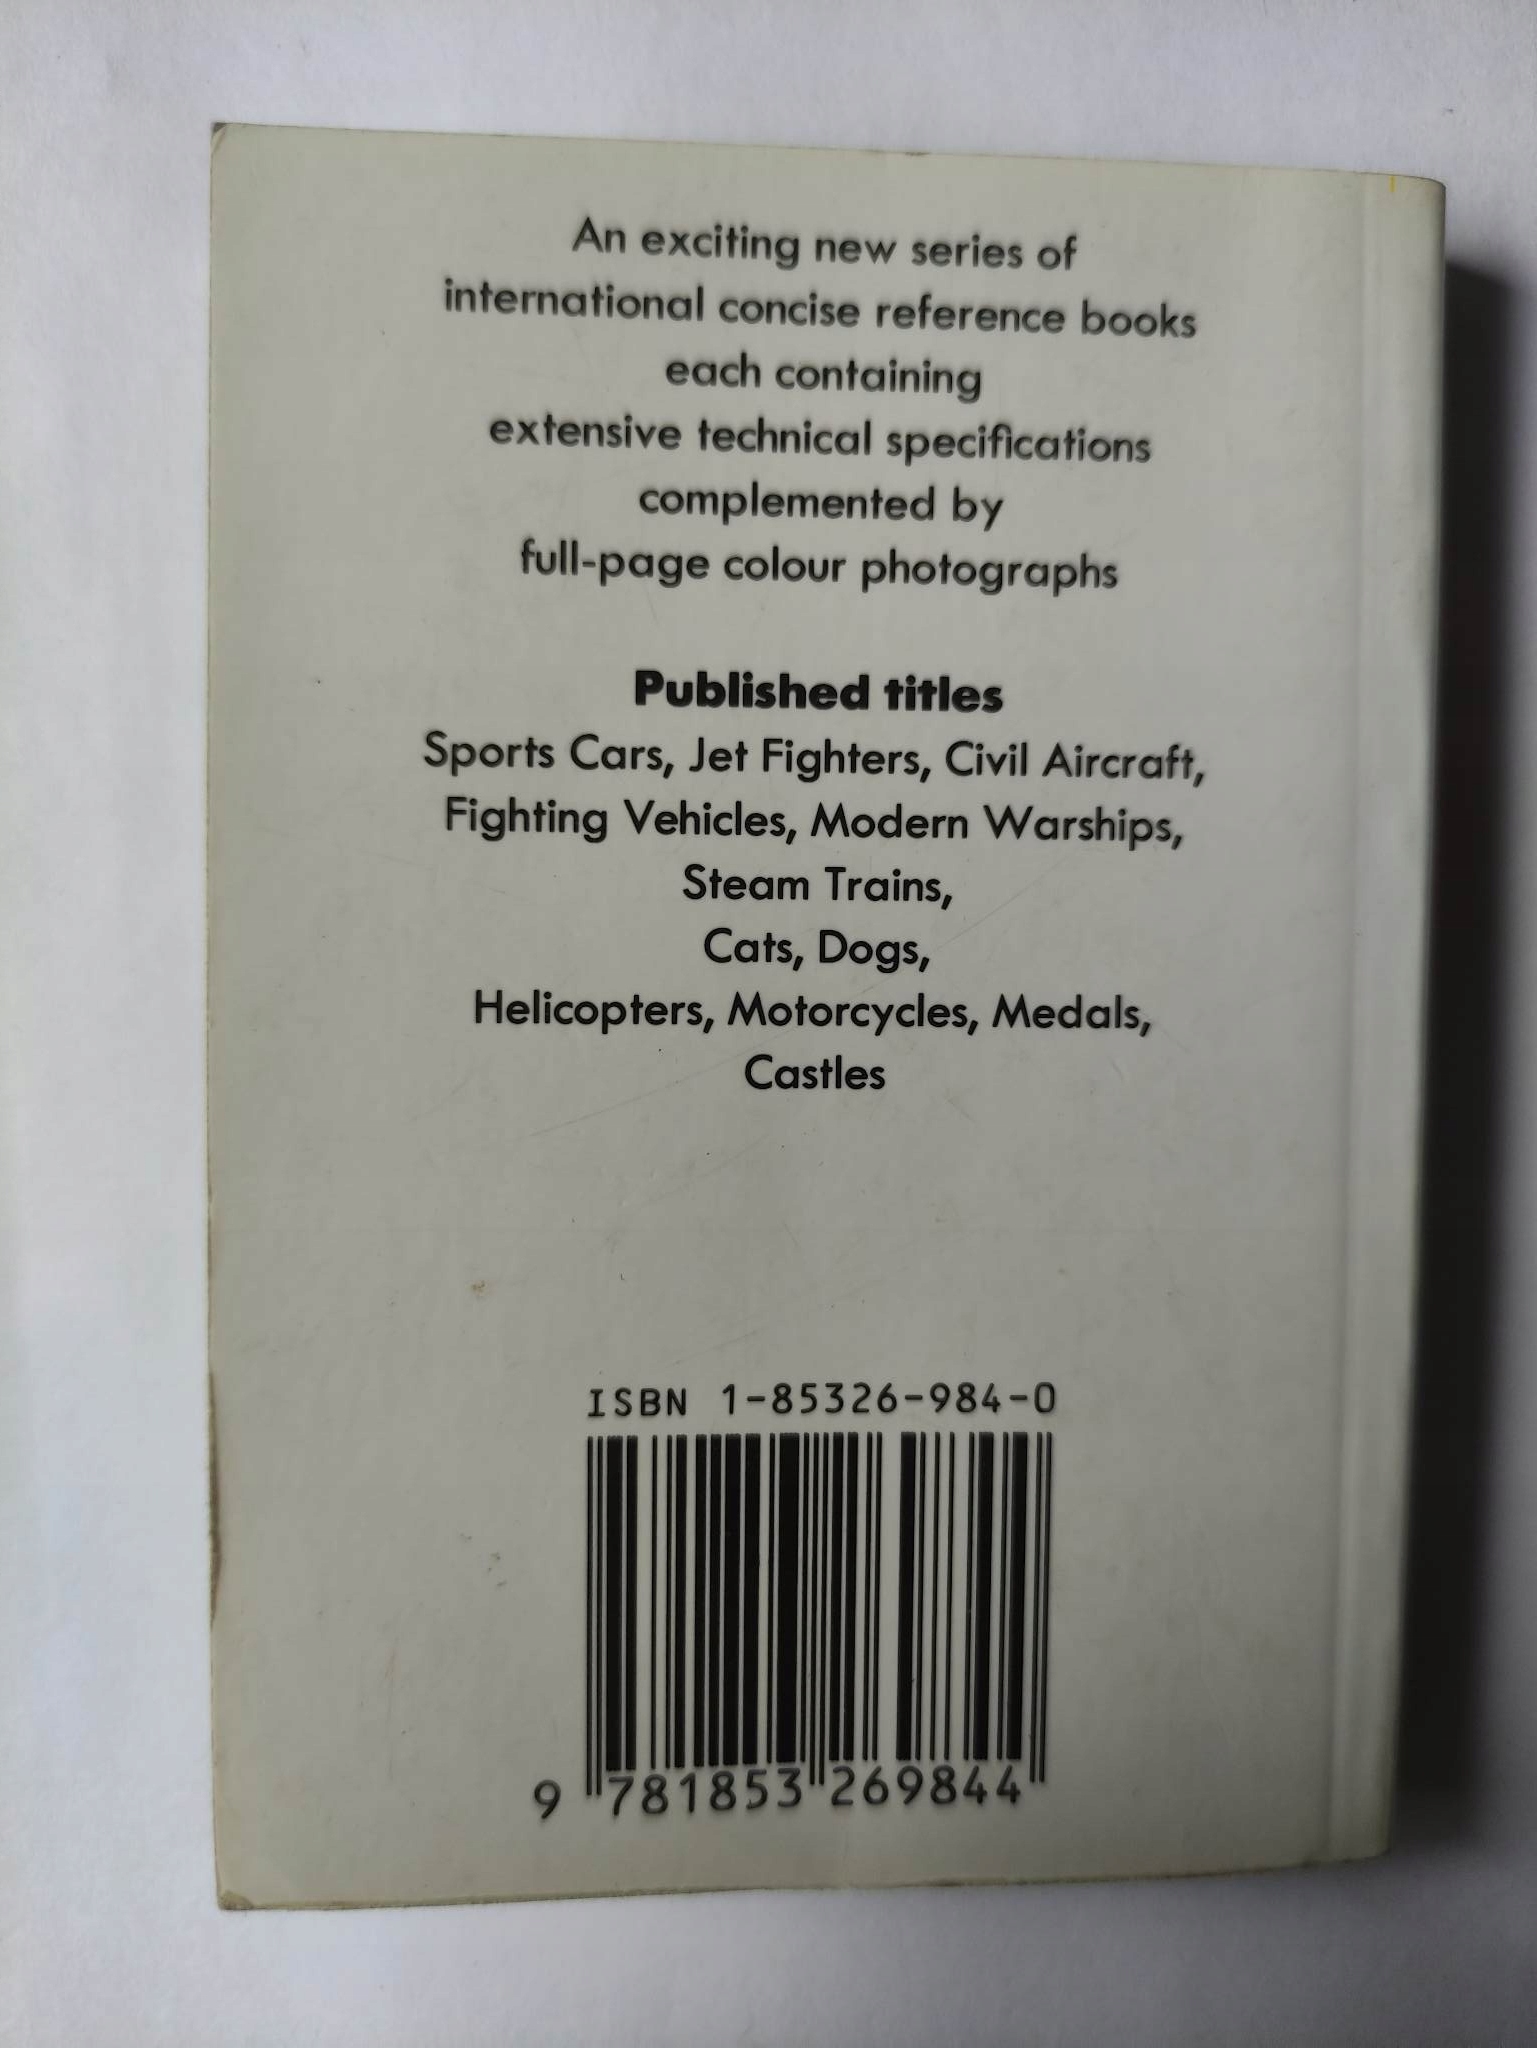 An exciting new series of
international concise reference books
each containing
extensive technical specifications
complemented by
full-page colour photographs
Published titles
Sports Cars, Jet Fighters, Civil Aircraft,
Fighting Vehicles, Modern Warships,
Steam Trains,
Cats, Dogs,
Helicopters, Motorcycles, Medals,
Castles
ISBN 1-85326-984-0
9 781853 269844